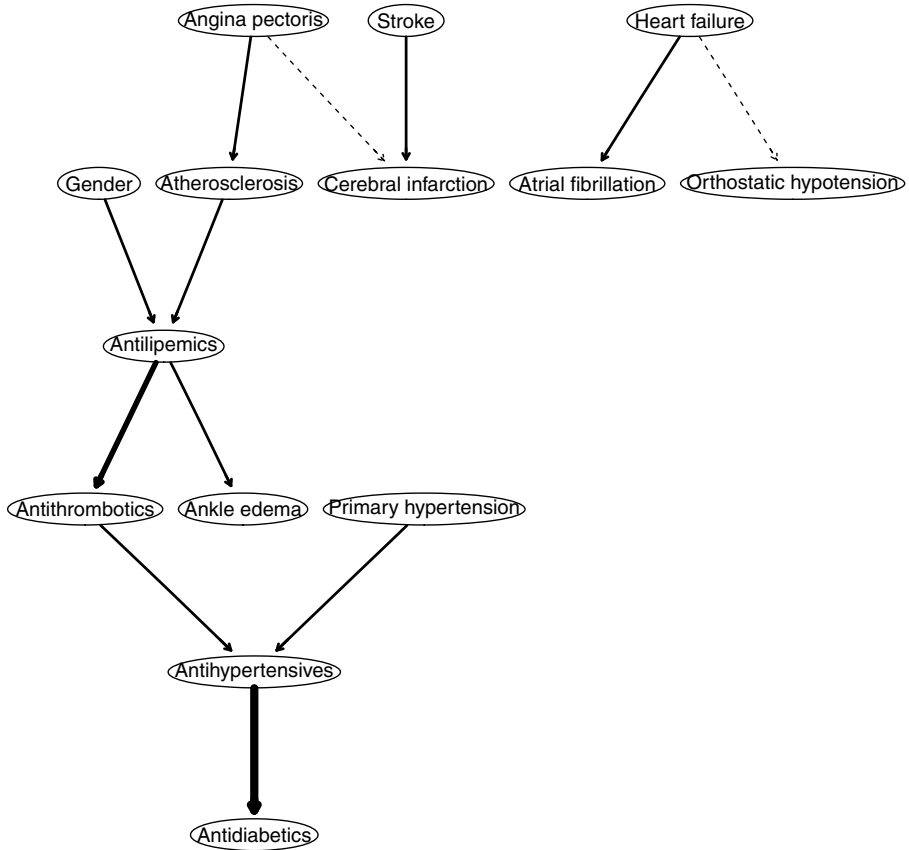 Angina pectoris
Stroke
Heart failure
Gender
Atherosclerosis
Cerebral infarction
Atrial fibrillation
Orthostatic hypotension
Antilipemics
Antithrombotics
Ankle edema
Primary hypertension
Antihypertensives
Antidiabetics